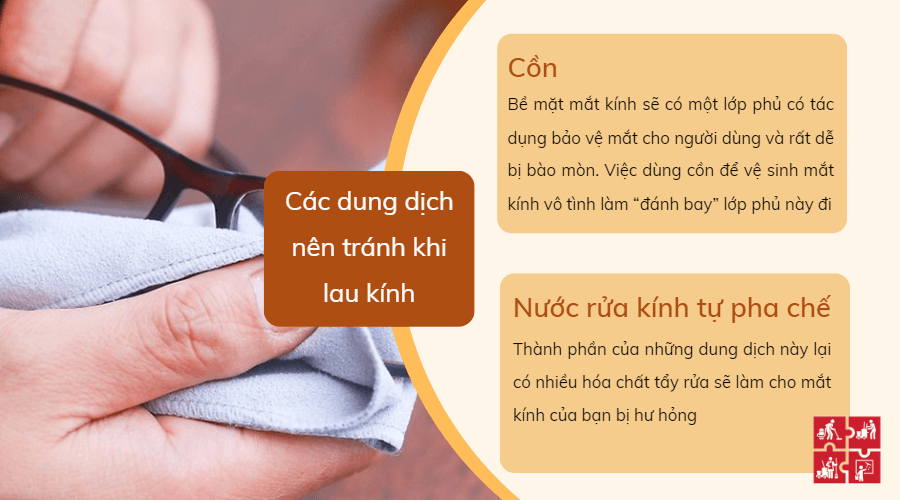 Các dung dịch
nên tránh khi
lau kính
Cồn
Bề mặt mắt kính sẽ có một lớp phủ có tác
dụng bảo vệ mắt cho người dùng và rất dễ
bị bào mòn. Việc dùng cồn để vệ sinh mắt
kính vô tình làm “đánh bay” lớp phủ này đi
Nước rửa kính tự pha chế
Thành phần của những dung dịch này lại
có nhiều hóa chất tẩy rửa sẽ làm cho mắt
kính của bạn bị hư hỏng